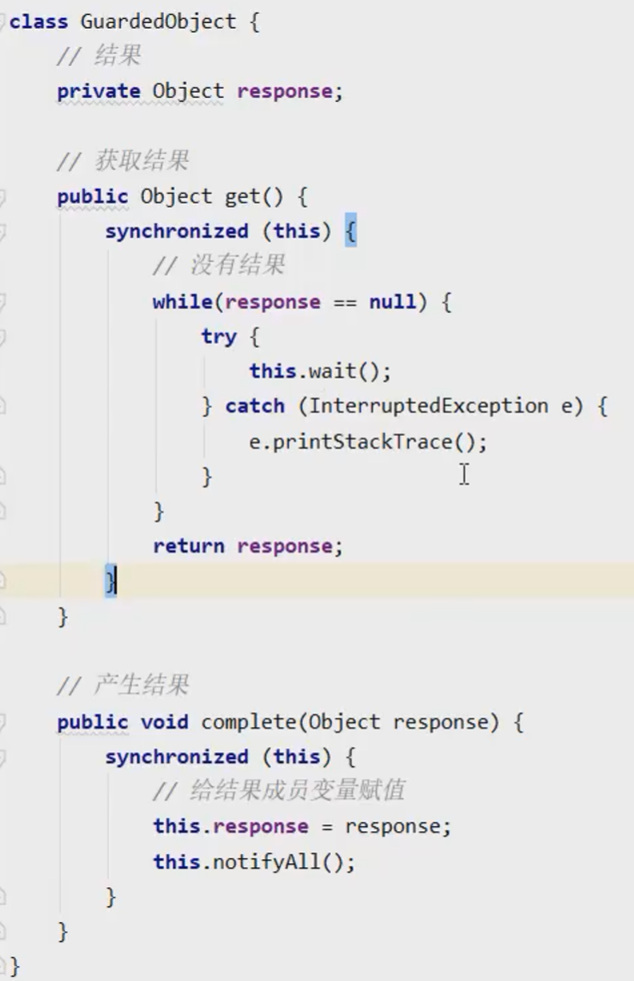 class GuardedObject {
    // 结果
    private Object response;

    // 获取结果
    public Object get() {
        synchronized (this) {
            // 没有结果
            while(response == null) {
                try {
                    this.wait();
                } catch (InterruptedException e) {
                    e.printStackTrace();
                }
            }
            return response;
        }
    }

    // 产生结果
    public void complete(Object response) {
        synchronized (this) {
            // 给结果成员变量赋值
            this.response = response;
            this.notifyAll();
        }
    }
}